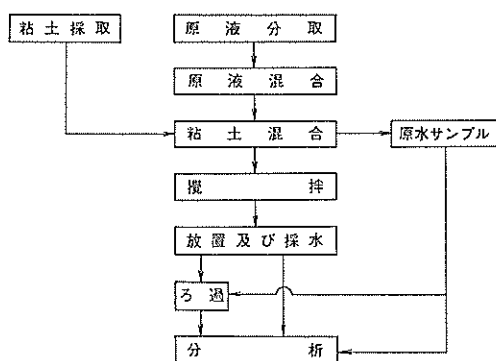 粘土採取
原液分取
原液混合
粘土混合
原水サンプル
攪拌
放置及び採水
ろ過
分析